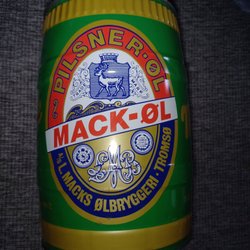 PILSNER-ØL
MACK-ØL
A/S L. MACKS ØLBRYGGERI · TROMSØ